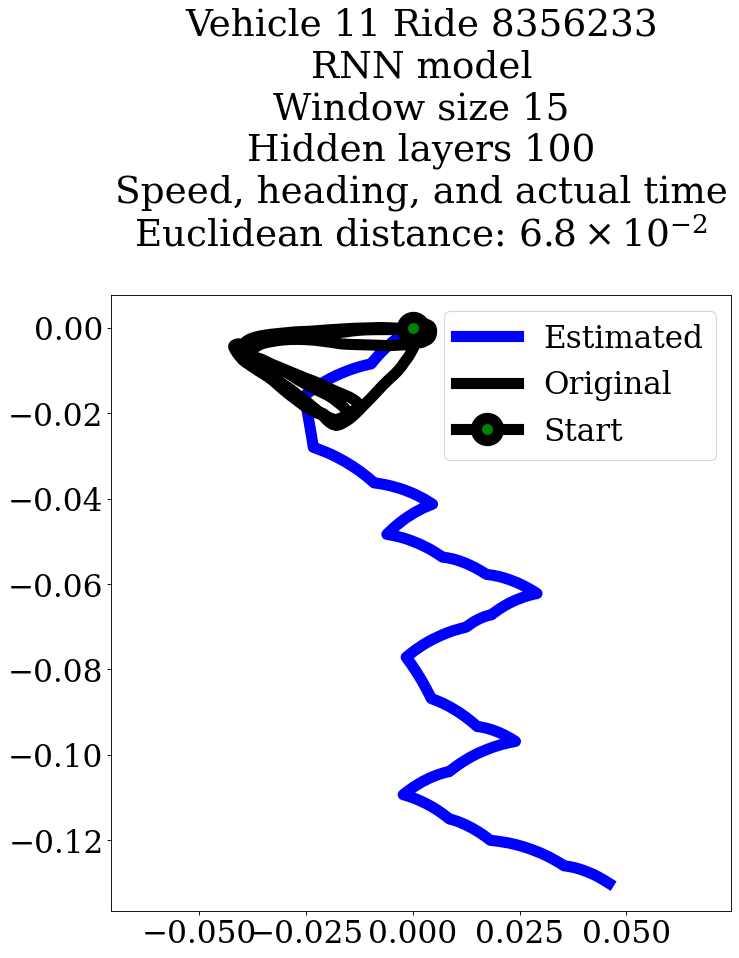 Vehicle 11 Ride 8356233
RNN model
Window size 15
Hidden layers 100
Speed, heading, and actual time
Euclidean distance: 6.8 × 10⁻²
Estimated
Original
Start
0.00
−0.02
−0.04
−0.06
−0.08
−0.10
−0.12
−0.050 −0.025 0.000 0.025 0.050